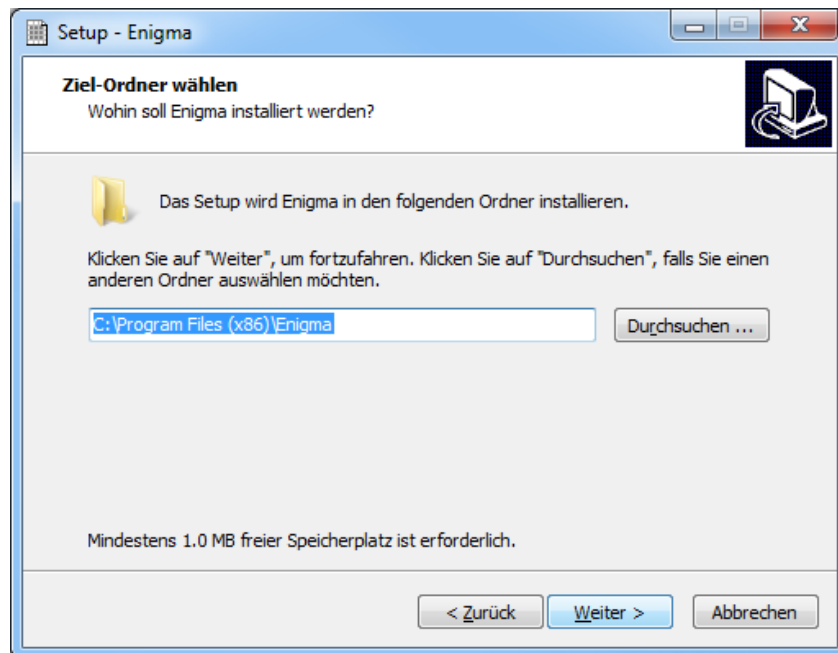 Setup - Enigma
Ziel-Ordner wählen
Wohin soll Enigma installiert werden?
Das Setup wird Enigma in den folgenden Ordner installieren.
Klicken Sie auf "Weiter", um fortzufahren. Klicken Sie auf "Durchsuchen", falls Sie einen
anderen Ordner auswählen möchten.
C:\Program Files (x86)\Enigma
Durchsuchen ...
Mindestens 1.0 MB freier Speicherplatz ist erforderlich.
< Zurück Weiter > Abbrechen